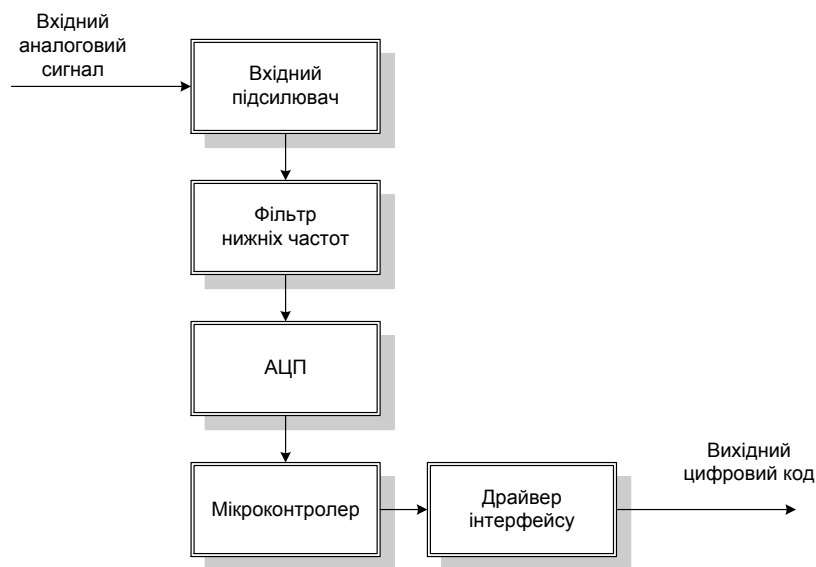 Вхідний
аналоговий
сигнал
Вхідний
підсилювач
Фільтр
нижніх частот
АЦП
Мікроконтролер
Драйвер
інтерфейсу
Вихідний
цифровий код